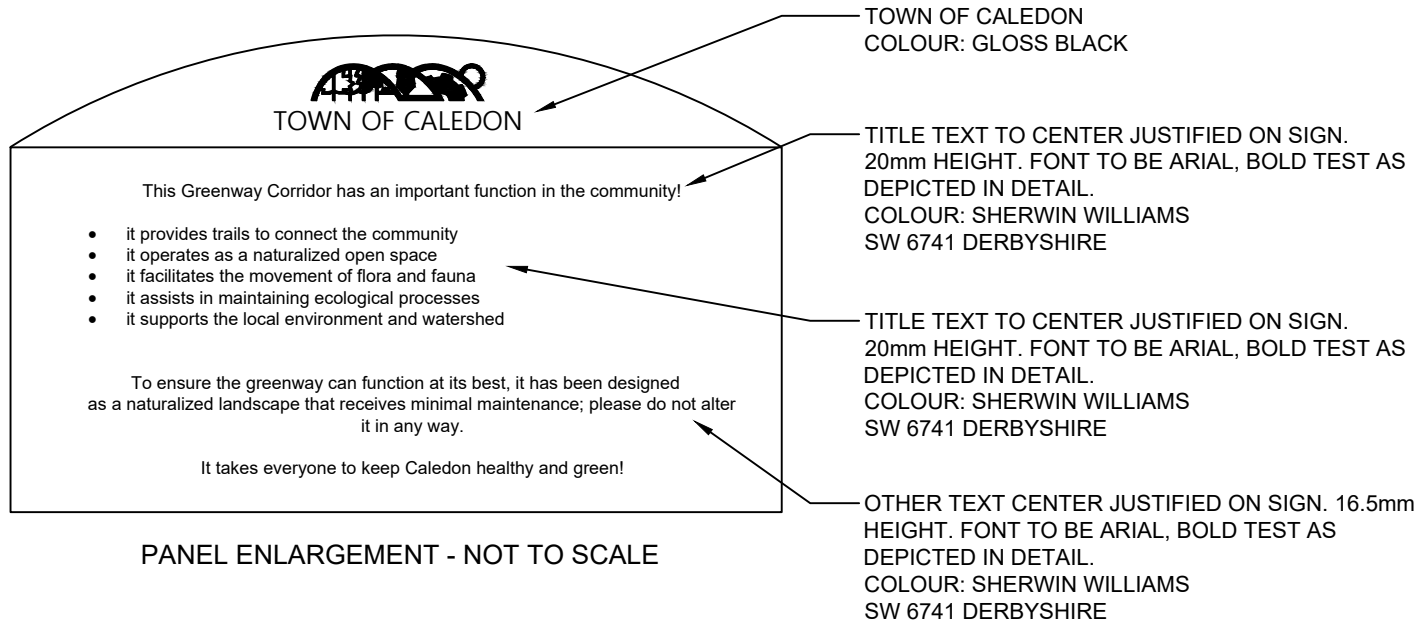 TOWN OF CALEDON
This Greenway Corridor has an important function in the community!
• it provides trails to connect the community
• it operates as a naturalized open space
• it facilitates the movement of flora and fauna
• it assists in maintaining ecological processes
• it supports the local environment and watershed
To ensure the greenway can function at its best, it has been designed
as a naturalized landscape that receives minimal maintenance; please do not alter
it in any way.
It takes everyone to keep Caledon healthy and green!
PANEL ENLARGEMENT - NOT TO SCALE
TOWN OF CALEDON
COLOUR: GLOSS BLACK
TITLE TEXT TO CENTER JUSTIFIED ON SIGN.
20mm HEIGHT. FONT TO BE ARIAL, BOLD TEST AS
DEPICTED IN DETAIL.
COLOUR: SHERWIN WILLIAMS
SW 6741 DERBYSHIRE
TITLE TEXT TO CENTER JUSTIFIED ON SIGN.
20mm HEIGHT. FONT TO BE ARIAL, BOLD TEST AS
DEPICTED IN DETAIL.
COLOUR: SHERWIN WILLIAMS
SW 6741 DERBYSHIRE
OTHER TEXT CENTER JUSTIFIED ON SIGN. 16.5mm
HEIGHT. FONT TO BE ARIAL, BOLD TEST AS
DEPICTED IN DETAIL.
COLOUR: SHERWIN WILLIAMS
SW 6741 DERBYSHIRE